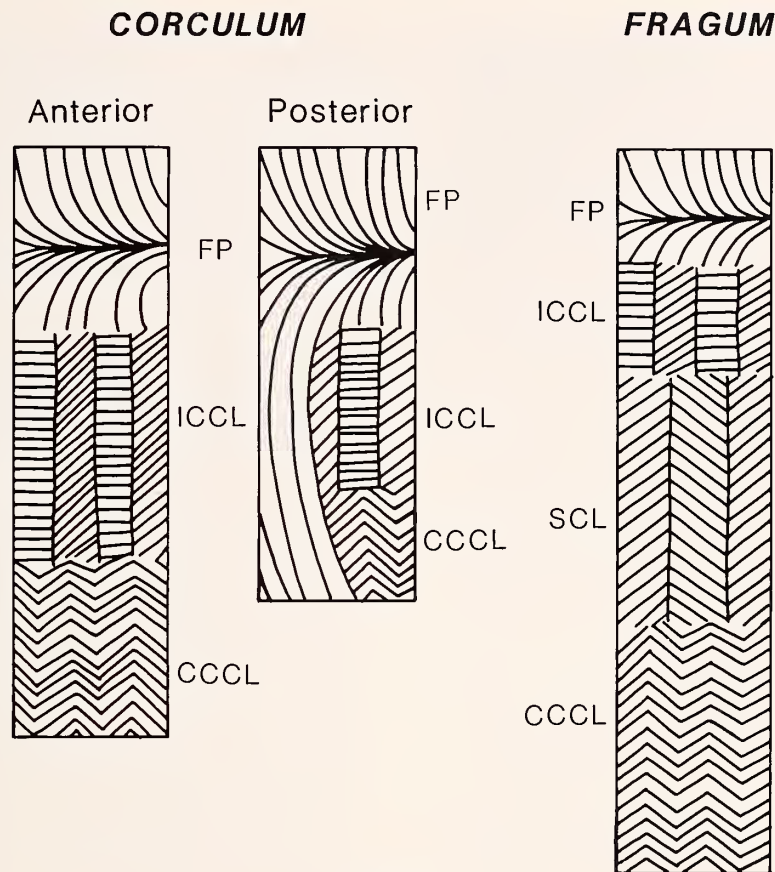 CORCULUM
FRAGUM
Anterior
Posterior
FP
FP
FP
ICCL
ICCL
ICCL
SCL
CCCL
CCCL
CCCL